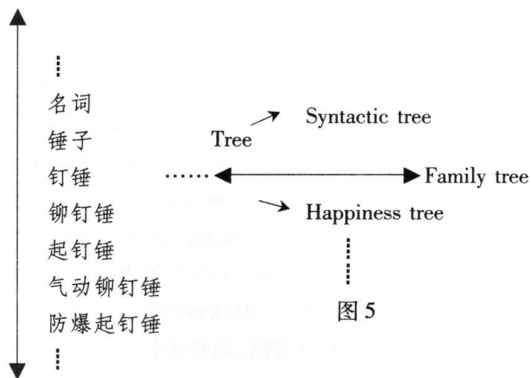 名词
锤子
钉锤
铆钉锤
起钉锤
气动铆钉锤
防爆起钉锤
Tree
Syntactic tree
Family tree
Happiness tree
图5